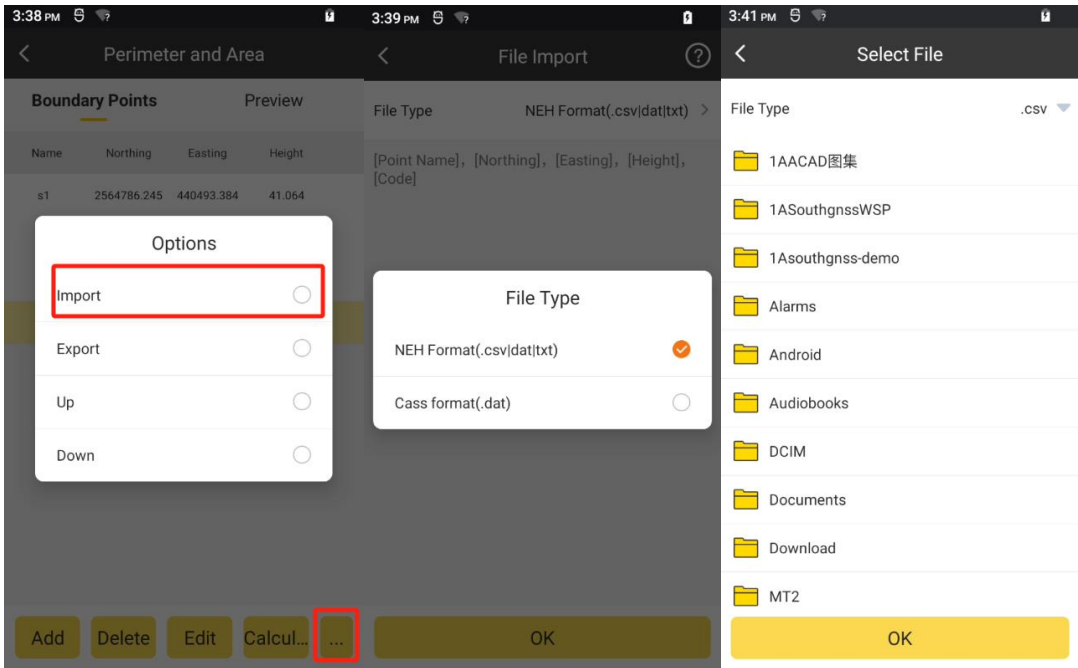 3:38 PM
Perimeter and Area
Boundary Points Preview
Name Northing Easting Height
s1 2564786.245 440493.384 41.064
Options
Import
Export
Up
Down
Add Delete Edit Calcul... ...
3:39 PM
File Import
File Type NEH Format(.csv|dat|txt)
[Point Name], [Northing], [Easting], [Height],
[Code]
File Type
NEH Format(.csv|dat|txt)
Cass format(.dat)
OK
3:41 PM
Select File
File Type .csv
1AACAD图集
1ASouthgnssWSP
1Asouthgnss-demo
Alarms
Android
Audiobooks
DCIM
Documents
Download
MT2
OK